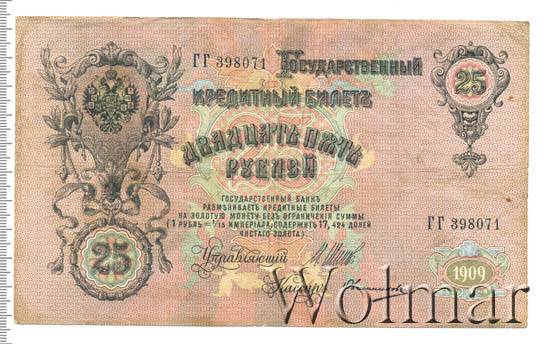 ГГ 398071
Государственный
25
кредитный билетъ
двадцать пять
рублей
государственный банкъ
размѣниваетъ кредитные билеты
на золотую монету безъ ограниченія суммы
(1 рубль = 1/15 имперіала, содержитъ 17,424 долей
чистаго золота).
ГГ 398071
Управляющій
25
Кассиръ
1909
Wolmar